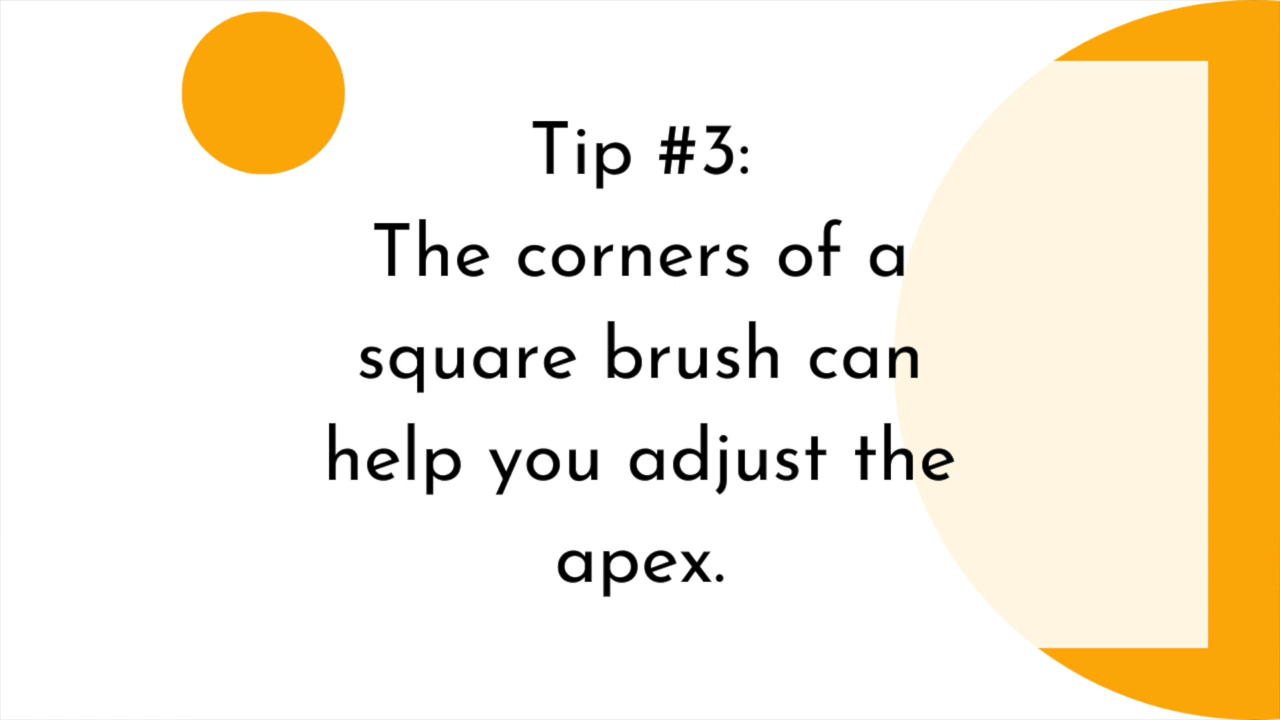 Tip #3:
The corners of a
square brush can
help you adjust the
apex.